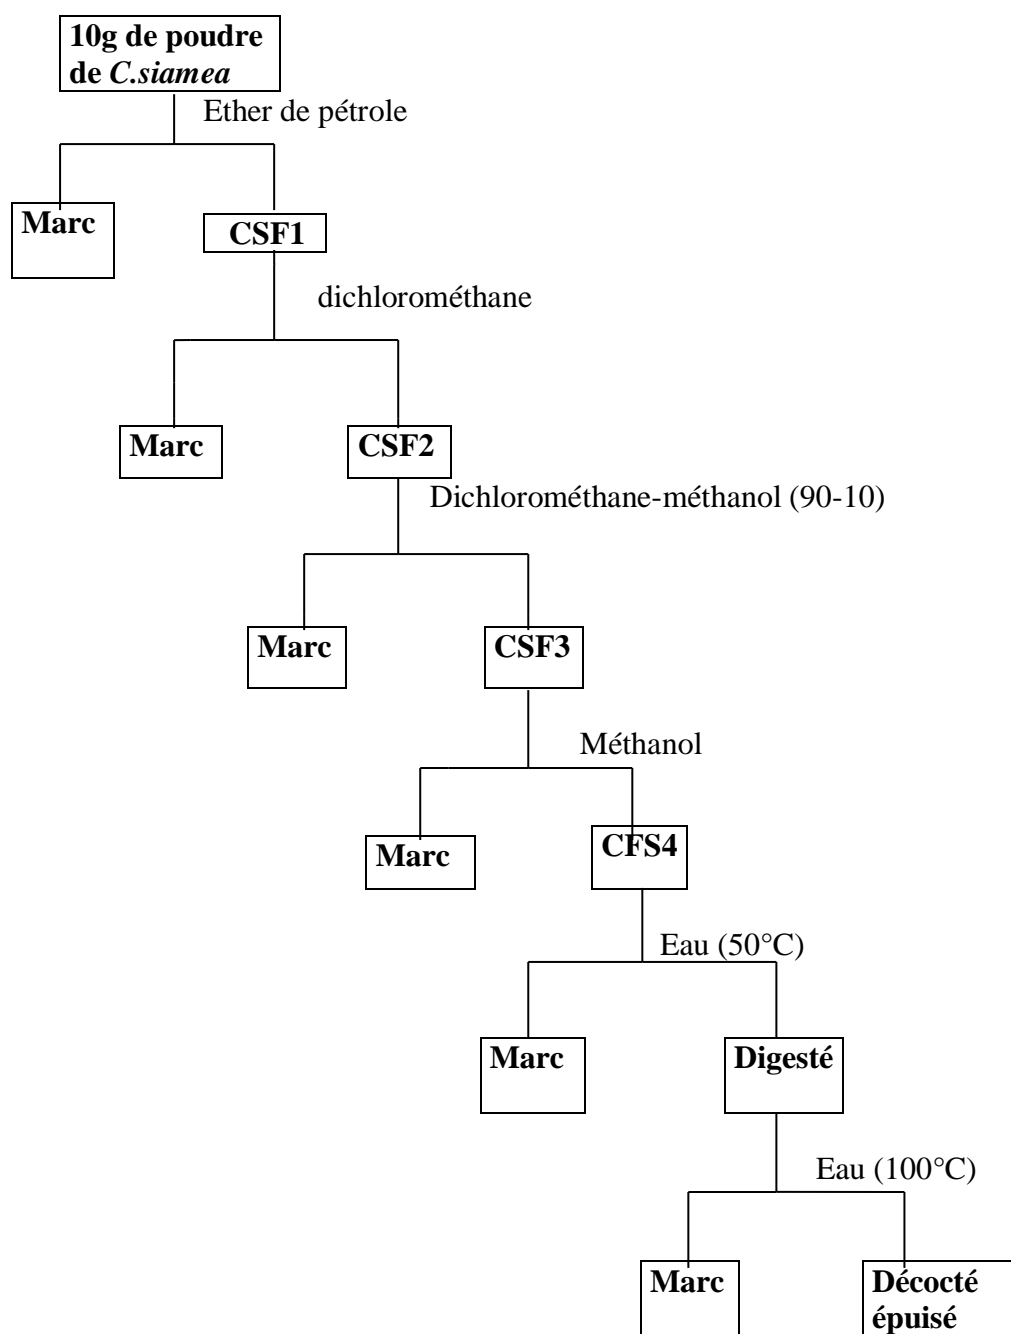 10g de poudre
de C.siamea
Ether de pétrole
Marc
CSF1
dichlorométhane
Marc
CSF2
Dichlorométhane-méthanol (90-10)
Marc
CSF3
Méthanol
Marc
CFS4
Eau (50°C)
Marc
Digesté
Eau (100°C)
Marc
Décocté
épuisé